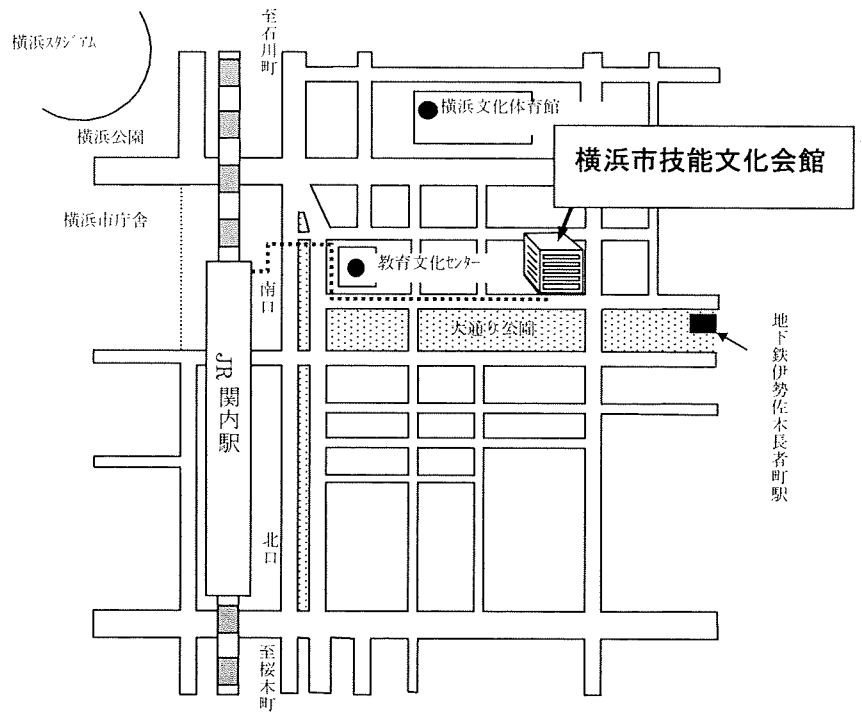 至石川町
横浜スタジアム
横浜文化体育館
横浜公園
横浜市技能文化会館
横浜市庁舎
教育文化センター
南口
大通り公園
地下鉄伊勢佐木長者町駅
JR 関内駅
北口
至桜木町